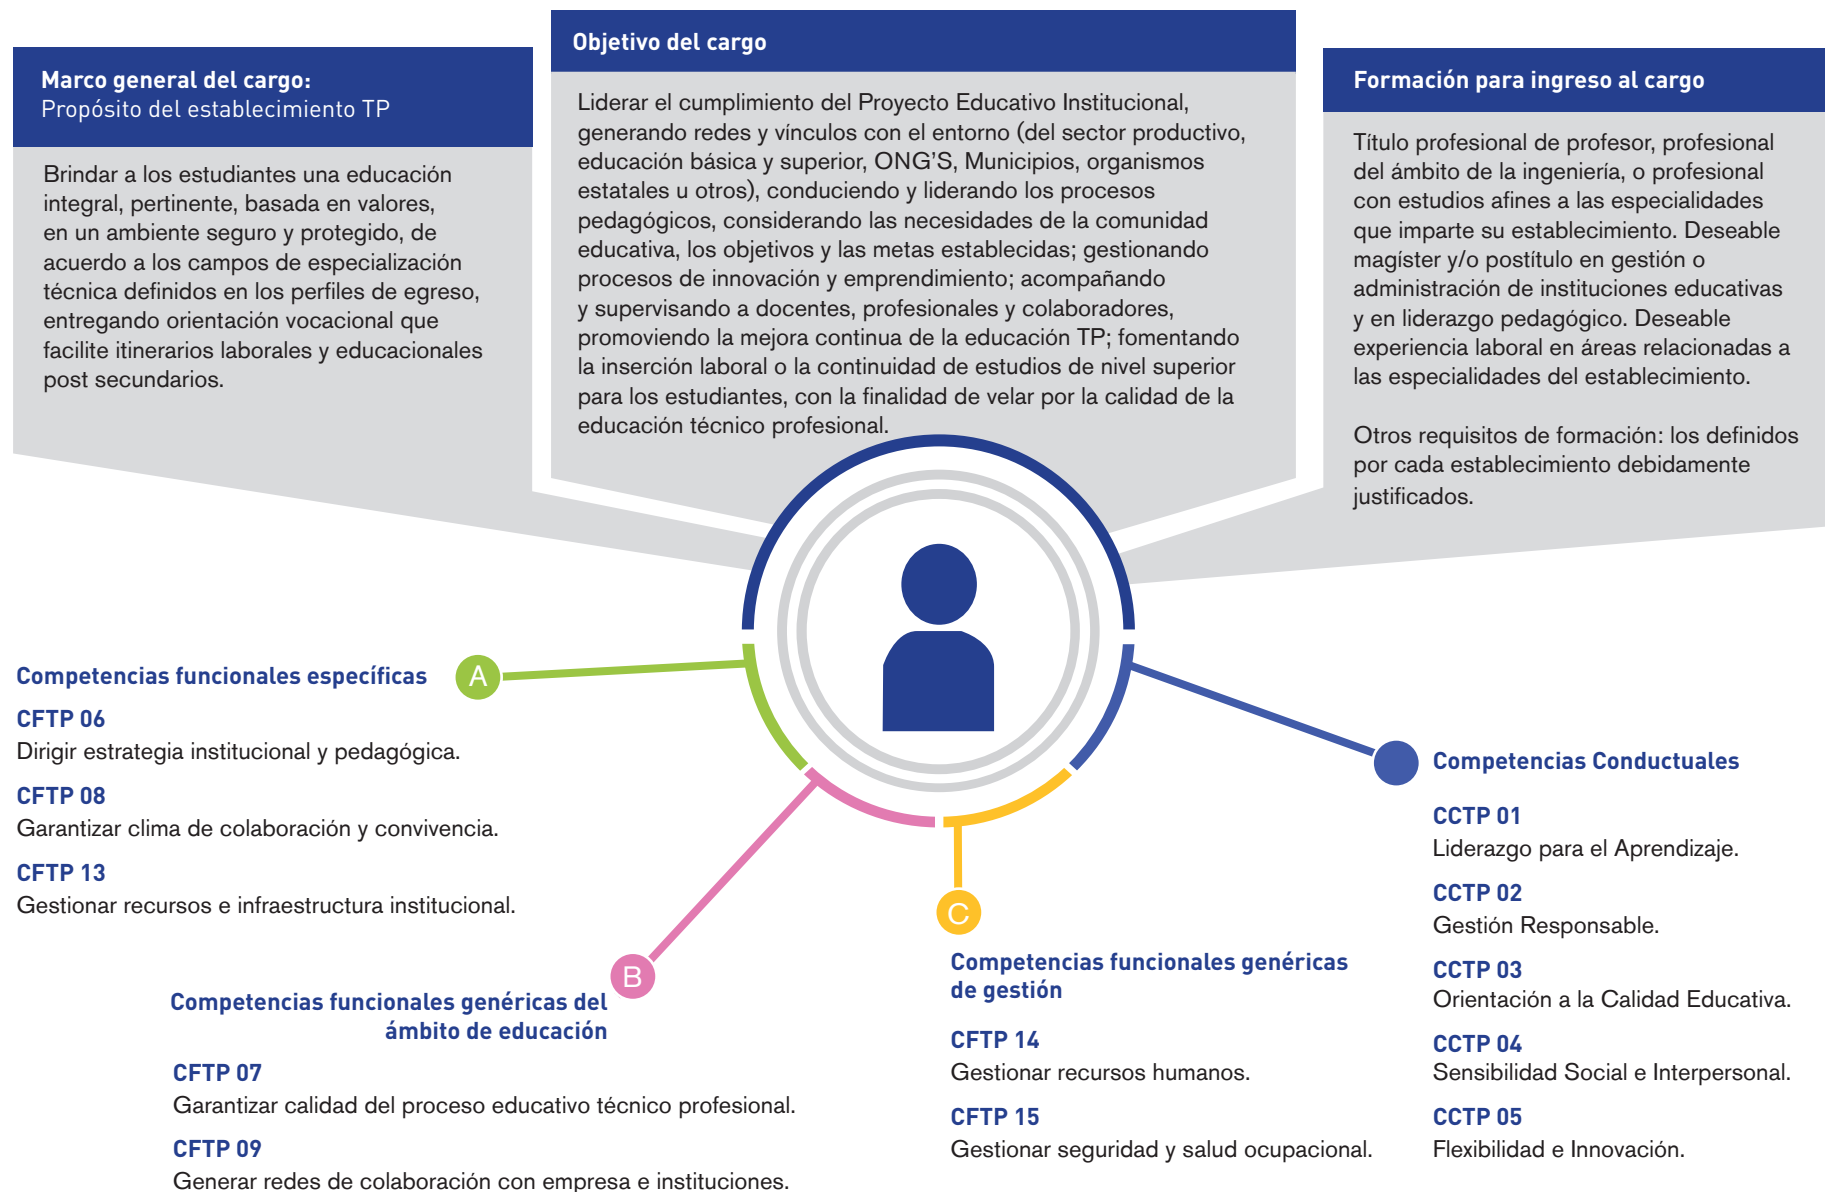 Marco general del cargo:
Propósito del establecimiento TP
Brindar a los estudiantes una educación
integral, pertinente, basada en valores,
en un ambiente seguro y protegido, de
acuerdo a los campos de especialización
técnica definidos en los perfiles de egreso,
entregando orientación vocacional que
facilite itinerarios laborales y educacionales
post secundarios.
Objetivo del cargo
Liderar el cumplimiento del Proyecto Educativo Institucional,
generando redes y vínculos con el entorno (del sector productivo,
educación básica y superior, ONG'S, Municipios, organismos
estatales u otros), conduciendo y liderando los procesos
pedagógicos, considerando las necesidades de la comunidad
educativa, los objetivos y las metas establecidas; gestionando
procesos de innovación y emprendimiento; acompañando
y supervisando a docentes, profesionales y colaboradores,
promoviendo la mejora continua de la educación TP; fomentando
la inserción laboral o la continuidad de estudios de nivel superior
para los estudiantes, con la finalidad de velar por la calidad de la
educación técnico profesional.
Formación para ingreso al cargo
Título profesional de profesor, profesional
del ámbito de la ingeniería, o profesional
con estudios afines a las especialidades
que imparte su establecimiento. Deseable
magíster y/o postítulo en gestión o
administración de instituciones educativas
y en liderazgo pedagógico. Deseable
experiencia laboral en áreas relacionadas a
las especialidades del establecimiento.
Otros requisitos de formación: los definidos
por cada establecimiento debidamente
justificados.
Competencias funcionales específicas
A
CFTP 06
Dirigir estrategia institucional y pedagógica.
CFTP 08
Garantizar clima de colaboración y convivencia.
CFTP 13
Gestionar recursos e infraestructura institucional.
B
Competencias funcionales genéricas del
ámbito de educación
CFTP 07
Garantizar calidad del proceso educativo técnico profesional.
CFTP 09
Generar redes de colaboración con empresa e instituciones.
C
Competencias funcionales genéricas
de gestión
CFTP 14
Gestionar recursos humanos.
CFTP 15
Gestionar seguridad y salud ocupacional.
Competencias Conductuales
CCTP 01
Liderazgo para el Aprendizaje.
CCTP 02
Gestión Responsable.
CCTP 03
Orientación a la Calidad Educativa.
CCTP 04
Sensibilidad Social e Interpersonal.
CCTP 05
Flexibilidad e Innovación.